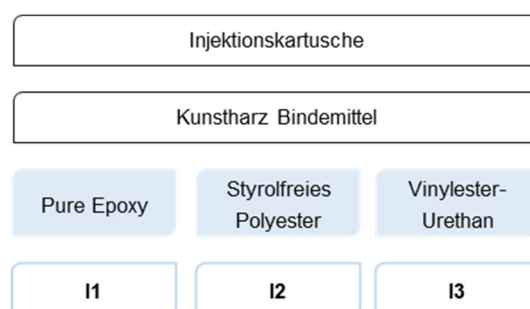 Injektionskartusche
Kunstharz Bindemittel
Pure Epoxy
Styrolfreies
Polyester
Vinylester-
Urethan
I1
I2
I3